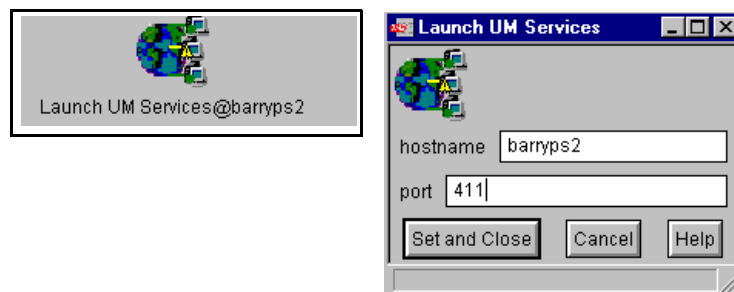 Launch UM Services@barryps2
Launch UM Services
hostname barryps2
port 411
Set and Close Cancel Help